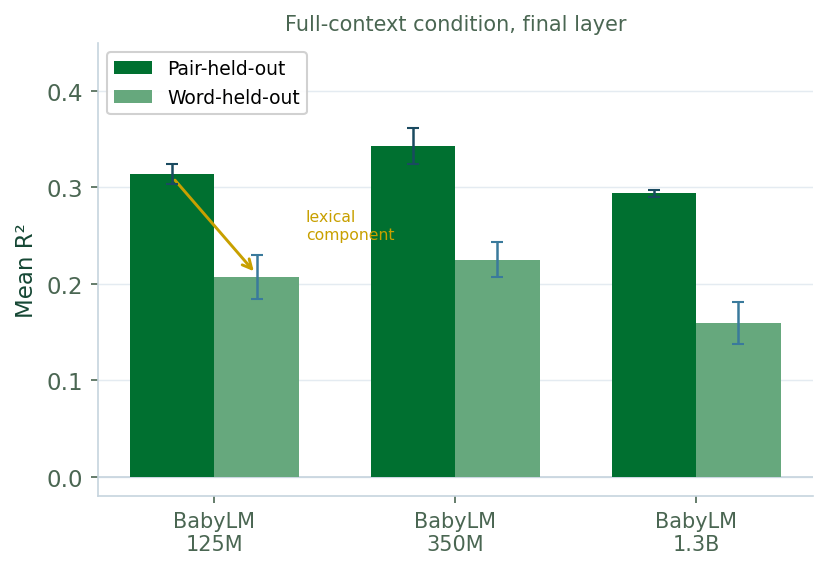 Full-context condition, final layer
Pair-held-out
Word-held-out
Mean R²
0.4
0.3
0.2
0.1
0.0
lexical
component
BabyLM
125M
BabyLM
350M
BabyLM
1.3B